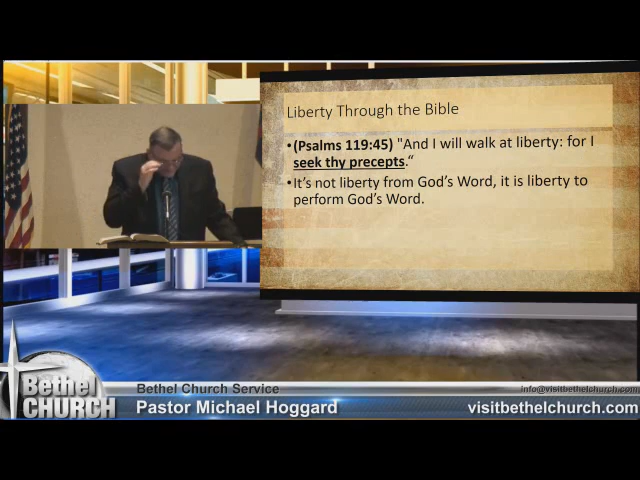 Liberty Through the Bible
•(Psalms 119:45) "And I will walk at liberty: for I
seek thy precepts.“
•It’s not liberty from God’s Word, it is liberty to
perform God’s Word.
Bethel
CHURCH
Bethel Church Service
info@visitbethelchurch.com
Pastor Michael Hoggard
visitbethelchurch.com